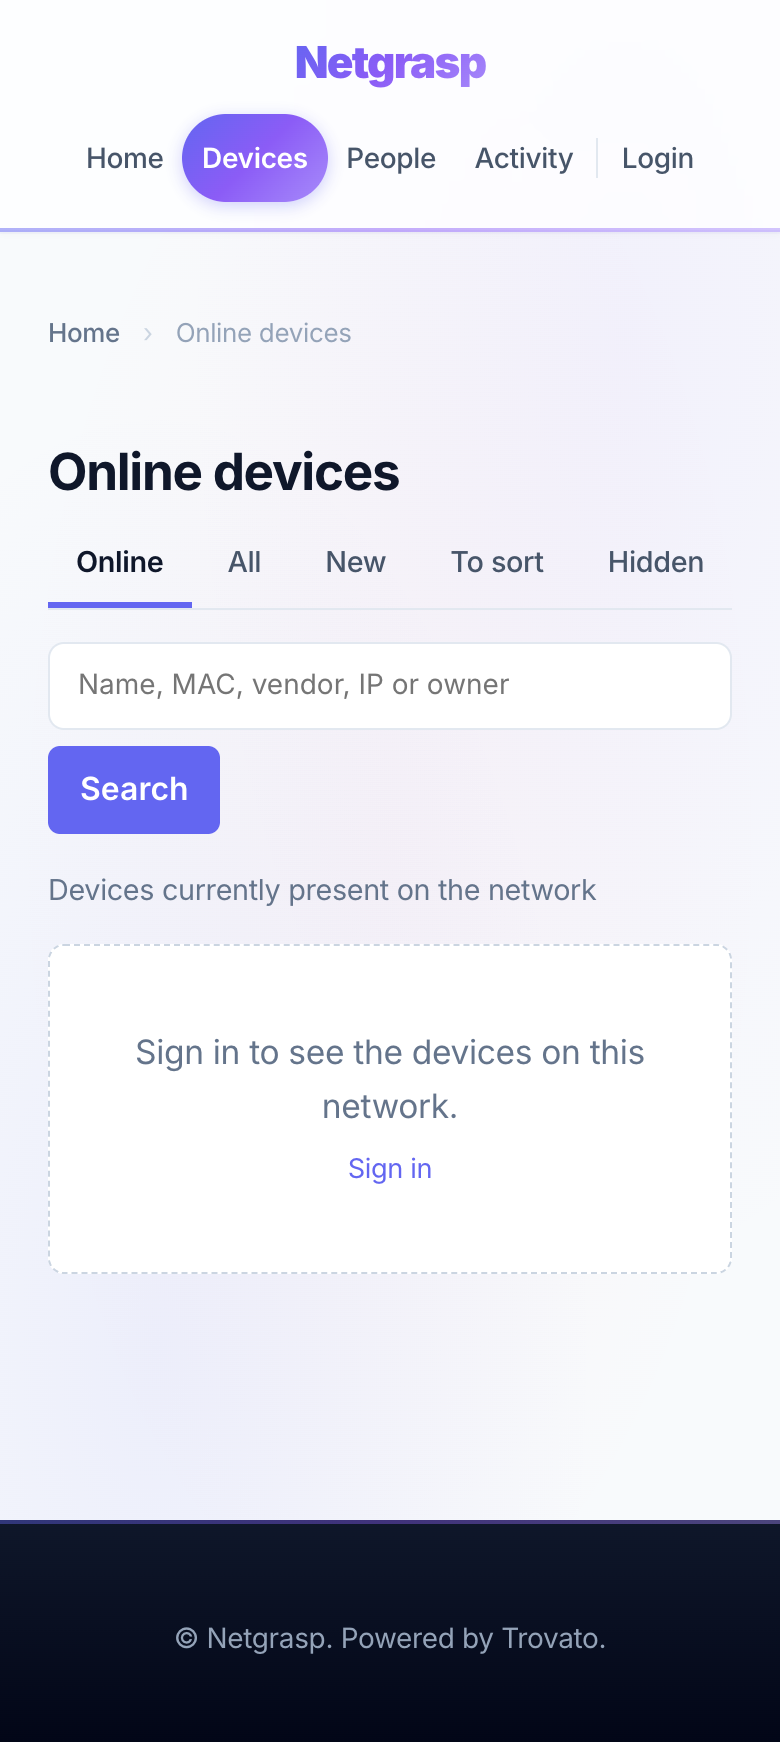 Netgrasp
Home Devices People Activity Login
Home › Online devices
Online devices
Online All New To sort Hidden
Name, MAC, vendor, IP or owner
Search
Devices currently present on the network
Sign in to see the devices on this
network.
Sign in
© Netgrasp. Powered by Trovato.